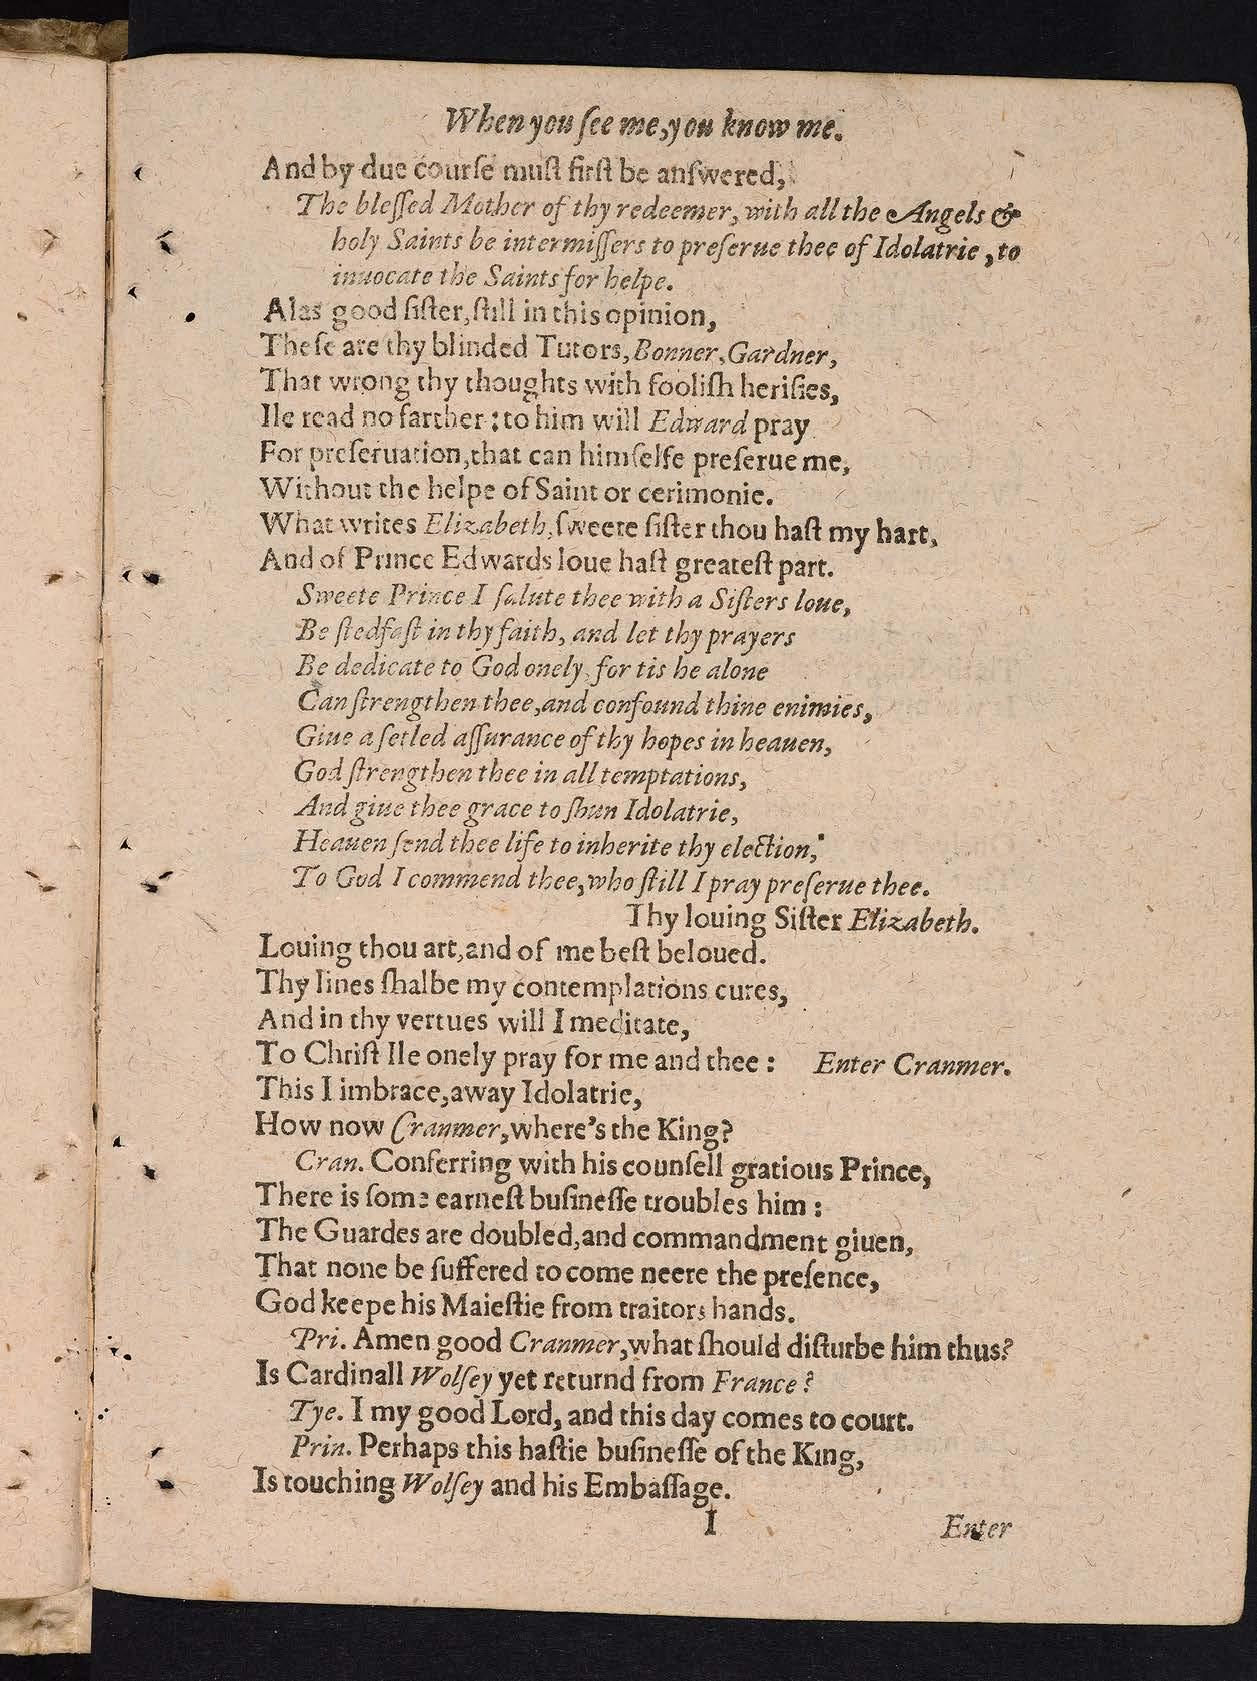 When you ſee me,you know me.
And by due courſe muſt firſt be anſwered,
The bleſſed Mother of thy redeemer, with all the Angels &
holy Saints be intermiſſers to preſerue thee of Idolatrie, to
inuocate the Saints for helpe.
Alas good ſiſter,ſtill in this opinion,
Theſe are thy blinded Tutors, Bonner, Gardner,
That wrong thy thoughts with fooliſh heriſies,
Ile read no farther: to him will Edward pray
For preſeruation,that can himſelfe preſerue me,
Without the helpe of Saint or cerimonie.
What writes Elizabeth, ſweete ſiſter thou haſt my hart,
And of Prince Edwards loue haſt greateſt part.
Sweete Prince I ſalute thee with a Siſters loue,
Be ſtedfaſt in thy faith, and let thy prayers
Be dedicate to God onely, for tis he alone
Can ſtrengthen thee,and confound thine enimies,
Giue a ſetled aſſurance of thy hopes in heauen,
God ſtrengthen thee in all temptations,
And giue thee grace to ſhun Idolatrie,
Heauen ſend thee life to inherite thy election,
To God I commend thee,who ſtill I pray preſerue thee.
Thy louing Siſter Elizabeth.
Louing thou art,and of me beſt beloued.
Thy lines ſhalbe my contemplations cures,
And in thy vertues will I meditate,
To Chriſt Ile onely pray for me and thee: Enter Cranmer.
This I imbrace,away Idolatrie,
How now Cranmer,where's the King?
Cran. Conferring with his counſell gratious Prince,
There is ſome earneſt buſineſſe troubles him:
The Guardes are doubled,and commandment giuen,
That none be ſuffered to come neere the preſence,
God keepe his Maieſtie from traitors hands.
Pri. Amen good Cranmer,what ſhould diſturbe him thus?
Is Cardinall Wolſey yet returnd from France?
Tye. I my good Lord, and this day comes to court.
Prin. Perhaps this haſtie buſineſſe of the King,
Is touching Wolſey and his Embaſſage.
I Enter